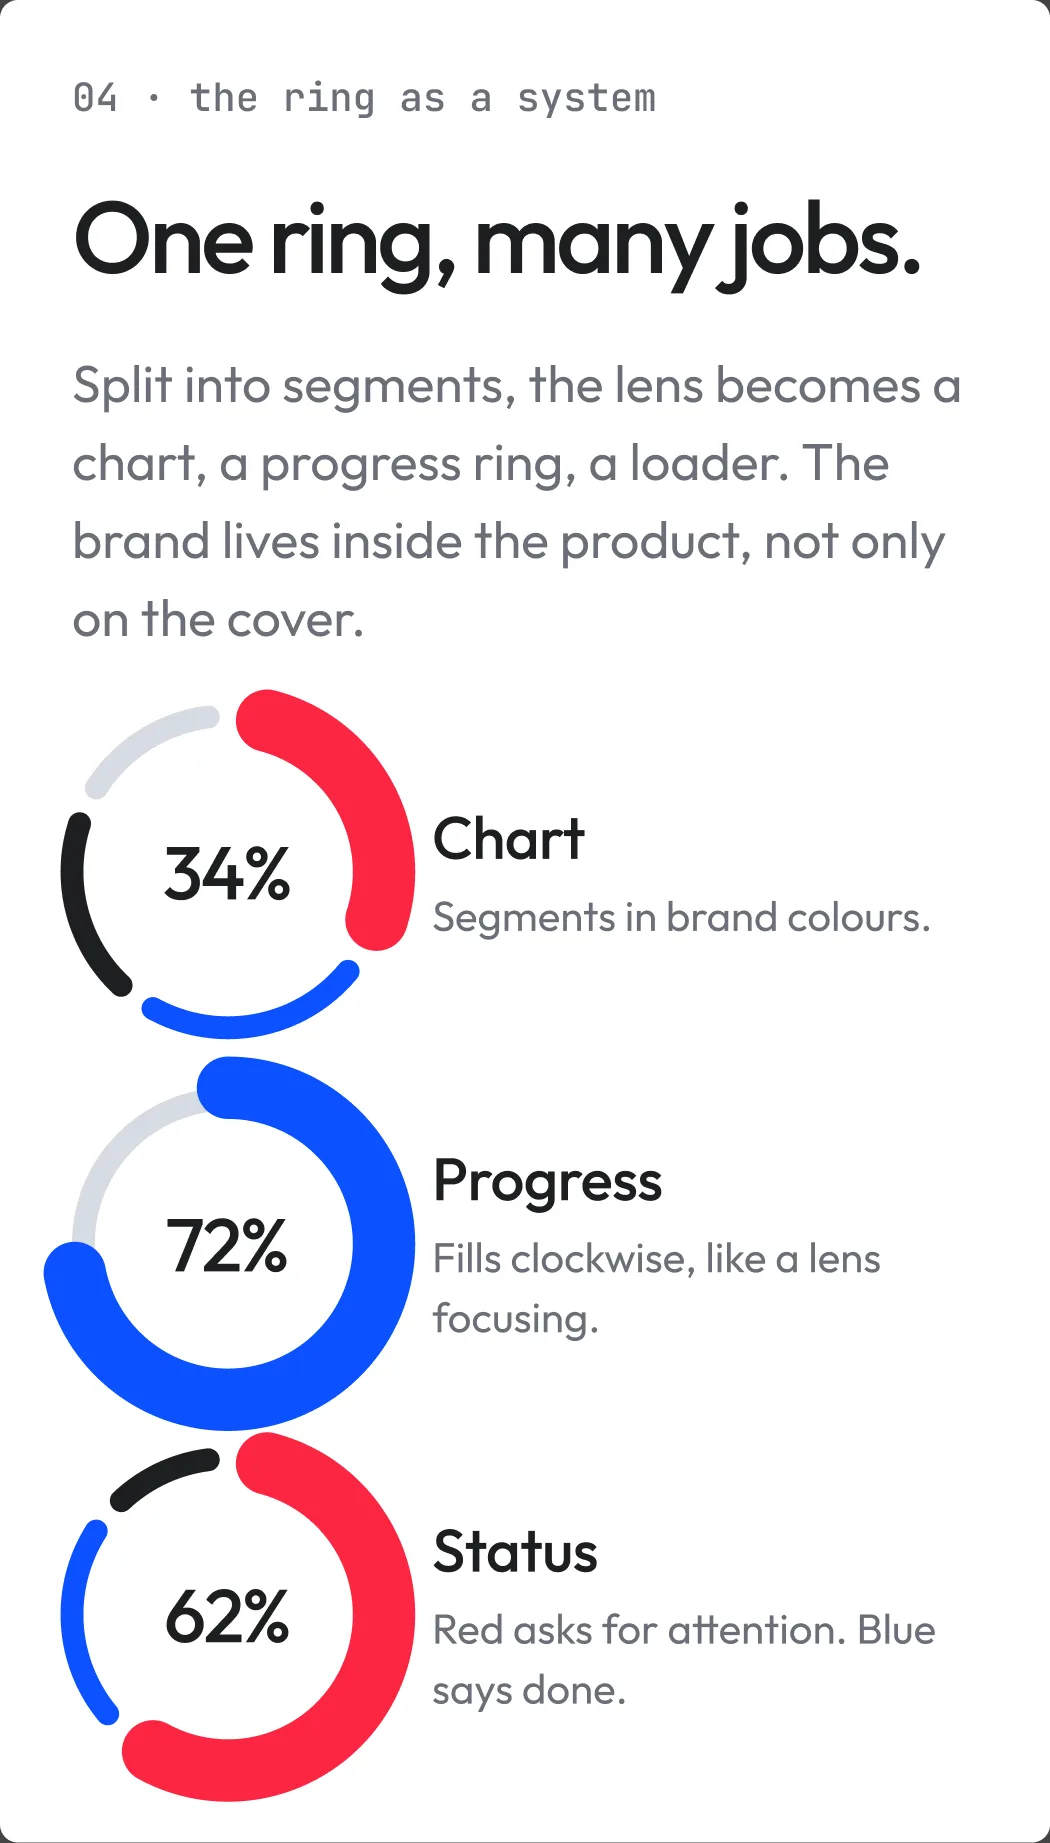 04 · the ring as a system
One ring, many jobs.
Split into segments, the lens becomes a
chart, a progress ring, a loader. The
brand lives inside the product, not only
on the cover.
34%
Chart
Segments in brand colours.
72%
Progress
Fills clockwise, like a lens
focusing.
62%
Status
Red asks for attention. Blue
says done.